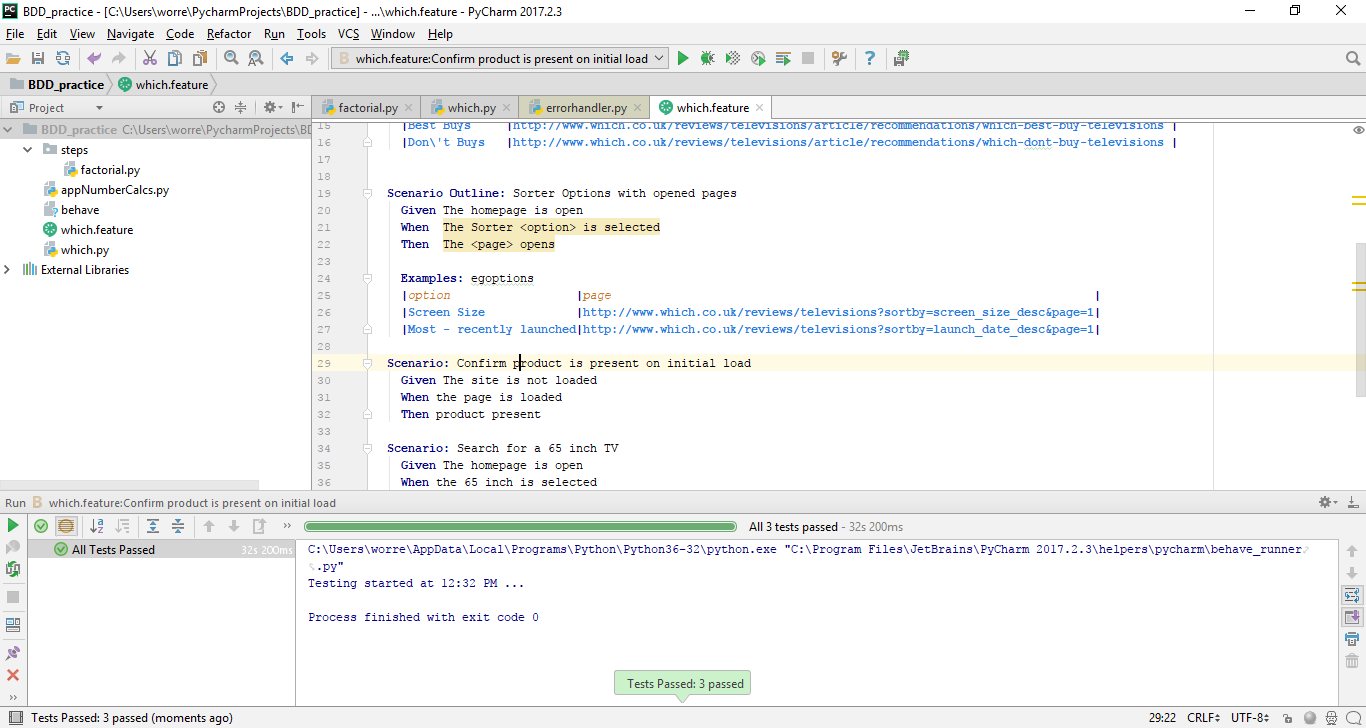 BDD_practice - [C:\Users\worre\PycharmProjects\BDD_practice] - ...\which.feature - PyCharm 2017.2.3
File Edit View Navigate Code Refactor Run Tools VCS Window Help
B which.feature:Confirm product is present on initial load
BDD_practice which.feature
Project
factorial.py which.py errorhandler.py which.feature
BDD_practice C:\Users\worre\PycharmProjects\BD
steps
factorial.py
appNumberCalcs.py
behave
which.feature
which.py
External Libraries
15 |Best Buys |http://www.which.co.uk/reviews/televisions/article/recommendations/which-best-buy-televisions |
16 |Don\'t Buys |http://www.which.co.uk/reviews/televisions/article/recommendations/which-dont-buy-televisions |
17
18
19 Scenario Outline: Sorter Options with opened pages
20 Given The homepage is open
21 When The Sorter <option> is selected
22 Then The <page> opens
23
24 Examples: egoptions
25 |option |page |
26 |Screen Size |http://www.which.co.uk/reviews/televisions?sortby=screen_size_desc&page=1|
27 |Most - recently launched|http://www.which.co.uk/reviews/televisions?sortby=launch_date_desc&page=1|
28
29 Scenario: Confirm product is present on initial load
30 Given The site is not loaded
31 When the page is loaded
32 Then product present
33
34 Scenario: Search for a 65 inch TV
35 Given The homepage is open
36 When the 65 inch is selected
Run B which.feature:Confirm product is present on initial load
All 3 tests passed - 32s 200ms
All Tests Passed 32s 200ms
C:\Users\worre\AppData\Local\Programs\Python\Python36-32\python.exe "C:\Program Files\JetBrains\PyCharm 2017.2.3\helpers\pycharm\behave_runner
.py"
Testing started at 12:32 PM ...
Process finished with exit code 0
Tests Passed: 3 passed
Tests Passed: 3 passed (moments ago) 29:22 CRLF UTF-8